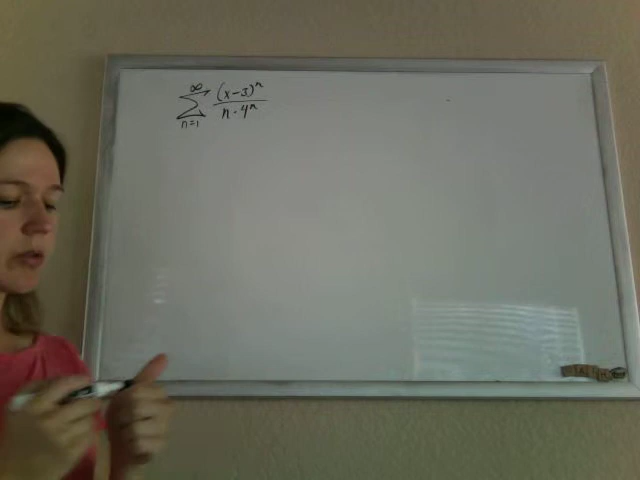 ∞
∑ (x-3)ⁿ / n · 4ⁿ
n=1